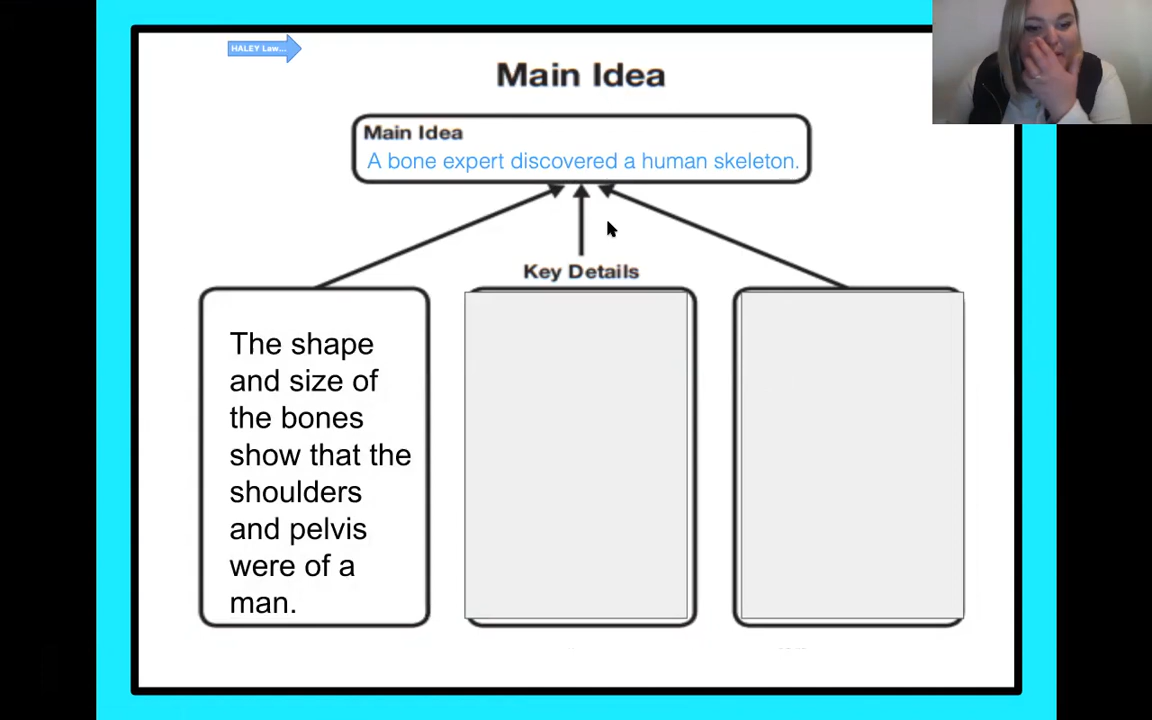 HALEY Law...
Main Idea
Main Idea
A bone expert discovered a human skeleton.
Key Details
The shape
and size of
the bones
show that the
shoulders
and pelvis
were of a
man.